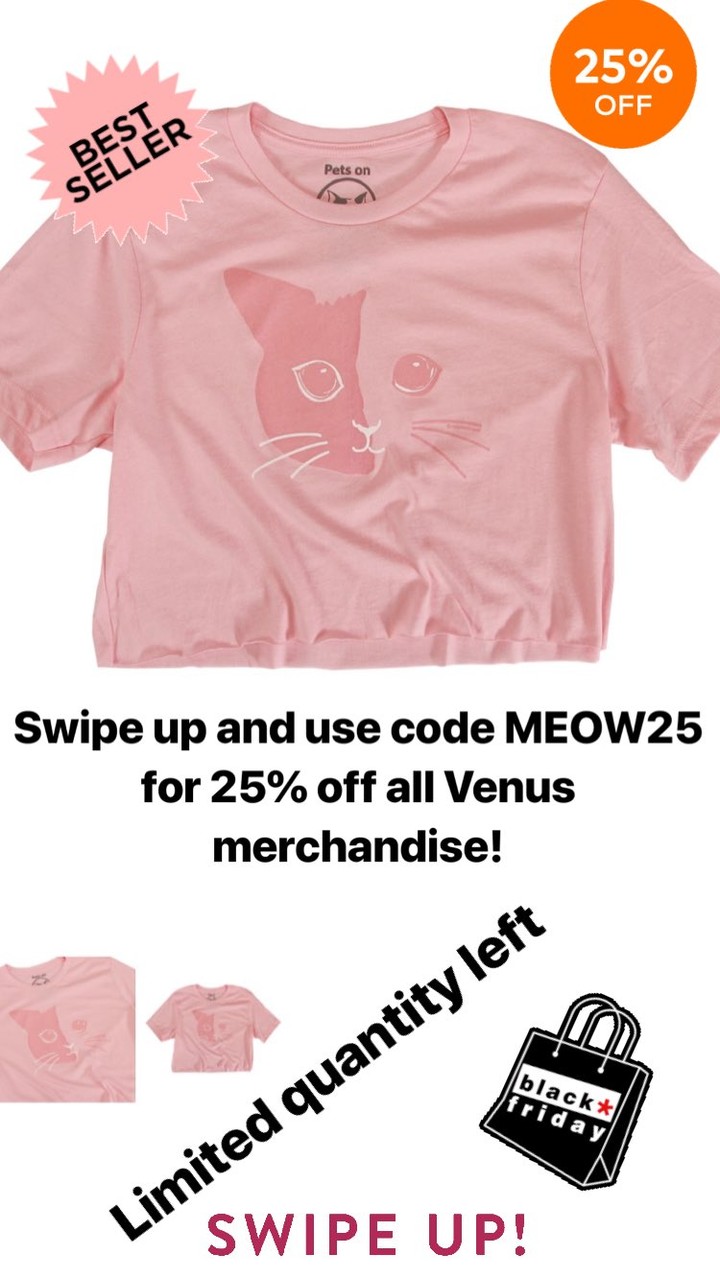 25%
OFF
BEST
SELLER
Pets on
Swipe up and use code MEOW25
for 25% off all Venus
merchandise!
Limited quantity left
black*
friday
SWIPE UP!